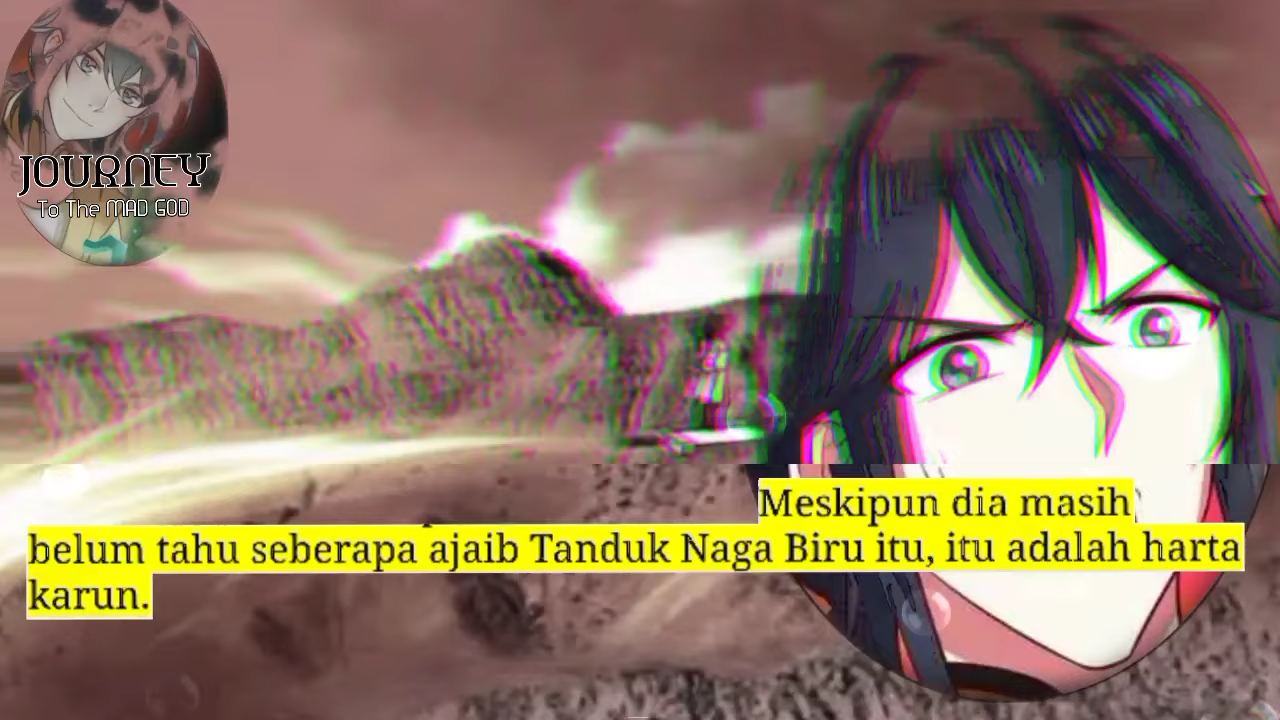 JOURNEY
To The MAD GOD
Meskipun dia masih
belum tahu seberapa ajaib Tanduk Naga Biru itu, itu adalah harta
karun.